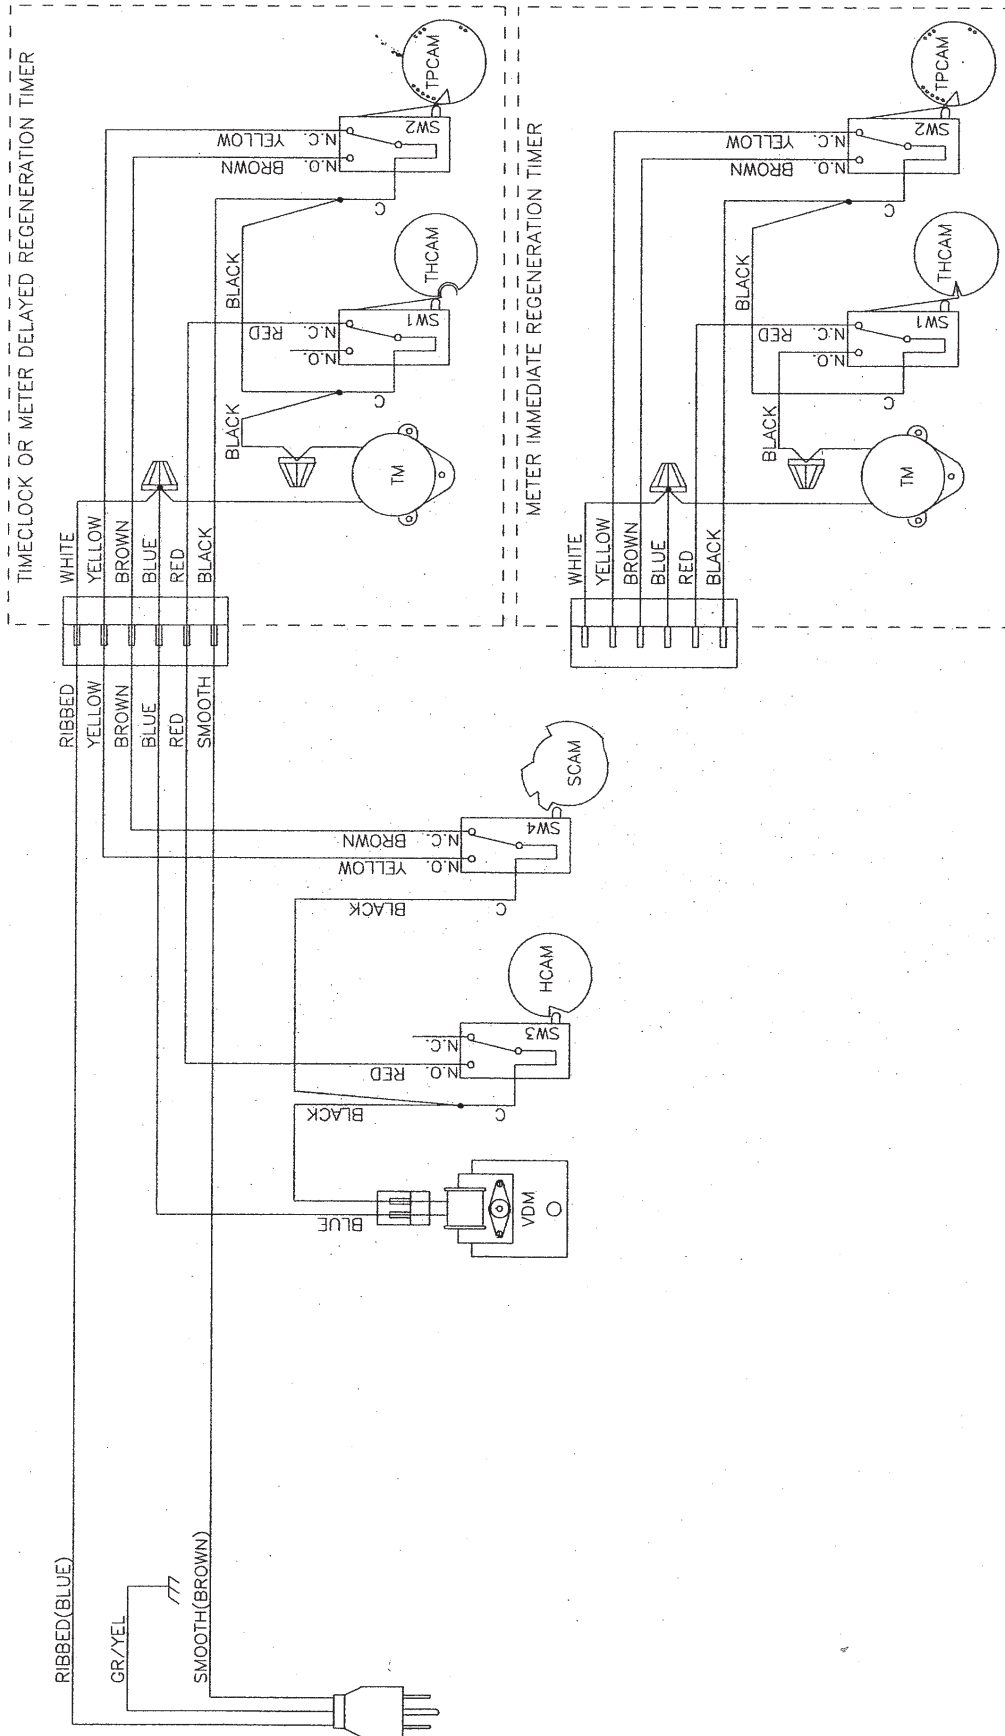 RIBBED(BLUE)
GR/YEL
SMOOTH(BROWN)
BLUE
VDM
BLACK
C
RED
N.O.
N.C.
SW3
HCAM
BLACK
C
YELLOW
N.O.
BROWN
N.C.
SW4
SCAM
RIBBED
YELLOW
BROWN
BLUE
RED
SMOOTH
TIMECLOCK OR METER DELAYED REGENERATION TIMER
WHITE
YELLOW
BROWN
BLUE
RED
BLACK
TM
BLACK
C
N.O.
RED
N.C.
SW1
THCAM
BLACK
C
BROWN
N.O.
YELLOW
N.C.
SW2
TPCAM
METER IMMEDIATE REGENERATION TIMER
WHITE
YELLOW
BROWN
BLUE
RED
BLACK
TM
BLACK
C
N.O.
RED
N.C.
SW1
THCAM
BLACK
C
BROWN
N.O.
YELLOW
N.C.
SW2
TPCAM